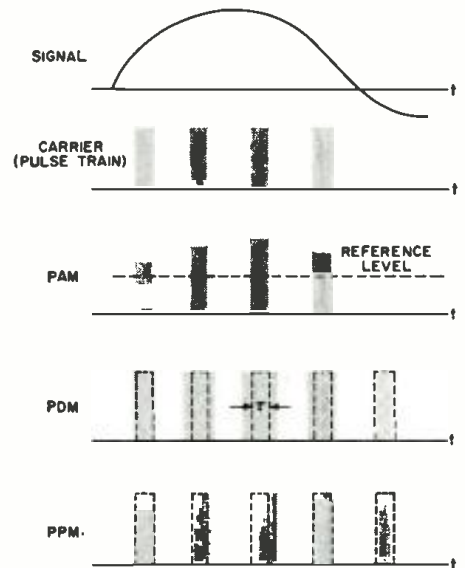 SIGNAL
t
CARRIER
(PULSE TRAIN)
t
REFERENCE
LEVEL
PAM
t
PDM
T
t
PPM.
t